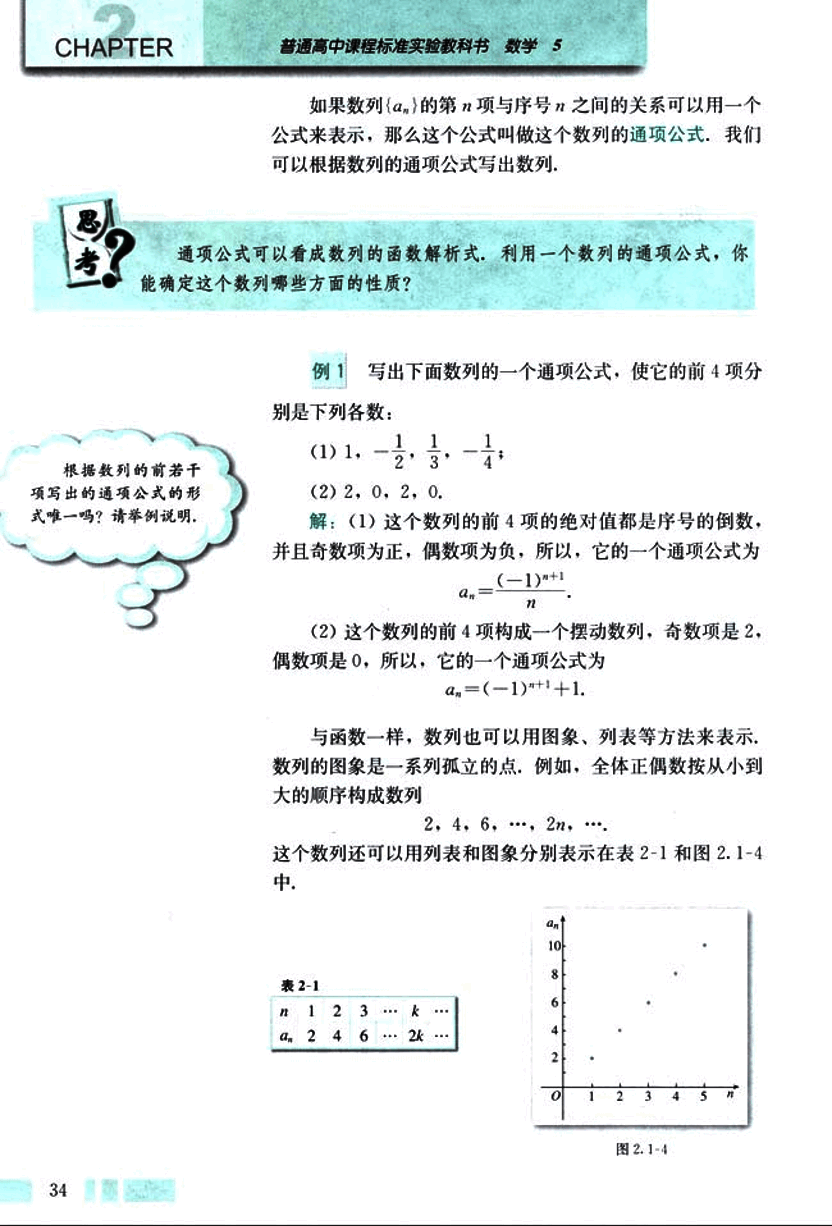 2
CHAPTER
普通高中课程标准实验教科书 数学 5
如果数列{aₙ}的第 n 项与序号 n 之间的关系可以用一个
公式来表示，那么这个公式叫做这个数列的通项公式．我们
可以根据数列的通项公式写出数列．
思考？
通项公式可以看成数列的函数解析式．利用一个数列的通项公式，你
能确定这个数列哪些方面的性质？
例 1 写出下面数列的一个通项公式，使它的前 4 项分
别是下列各数：
(1) 1，-1/2，1/3，-1/4；
(2) 2，0，2，0.
解：(1) 这个数列的前 4 项的绝对值都是序号的倒数，
并且奇数项为正，偶数项为负，所以，它的一个通项公式为
aₙ=(-1)ⁿ⁺¹/n.
(2) 这个数列的前 4 项构成一个摆动数列，奇数项是 2，
偶数项是 0，所以，它的一个通项公式为
aₙ=(-1)ⁿ⁺¹+1.
根据数列的前若干
项写出的通项公式的形
式唯一吗？请举例说明．
与函数一样，数列也可以用图象、列表等方法来表示．
数列的图象是一系列孤立的点．例如，全体正偶数按从小到
大的顺序构成数列
2，4，6，…，2n，….
这个数列还可以用列表和图象分别表示在表 2-1 和图 2.1-4
中．
表 2-1
n 1 2 3 … k …
aₙ 2 4 6 … 2k …
aₙ
10
8
6
4
2
O 1 2 3 4 5 n
图 2.1-4
34